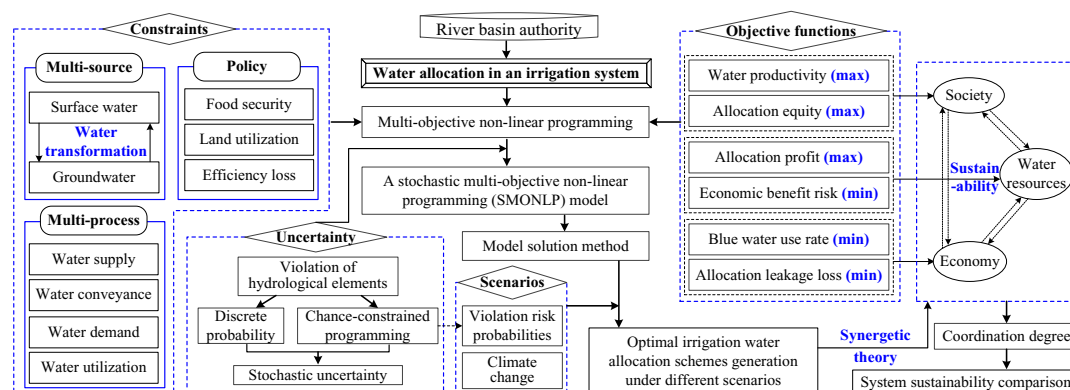 Constraints
Multi-source
Surface water
Water
transformation
Groundwater
Policy
Food security
Land utilization
Efficiency loss
Multi-process
Water supply
Water conveyance
Water demand
Water utilization
River basin authority
Water allocation in an irrigation system
Multi-objective non-linear programming
A stochastic multi-objective non-linear
programming (SMONLP) model
Model solution method
Uncertainty
Violation of
hydrological elements
Discrete
probability
Chance-constrained
programming
Stochastic uncertainty
Scenarios
Violation risk
probabilities
Climate
change
Optimal irrigation water
allocation schemes generation
under different scenarios
Objective functions
Water productivity (max)
Allocation equity (max)
Allocation profit (max)
Economic benefit risk (min)
Blue water use rate (min)
Allocation leakage loss (min)
Society
Sustain
-ability
Water
resources
Economy
Synergetic
theory
Coordination degree
System sustainability comparison